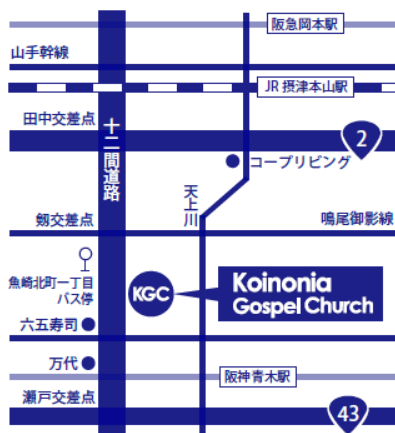 阪急岡本駅
山手幹線
JR 摂津本山駅
田中交差点
十二間道路
2
コープリビング
天上川
剱交差点
鳴尾御影線
魚崎北町一丁目
バス停
KGC
Koinonia
Gospel Church
六五寿司
万代
阪神青木駅
瀬戸交差点
43